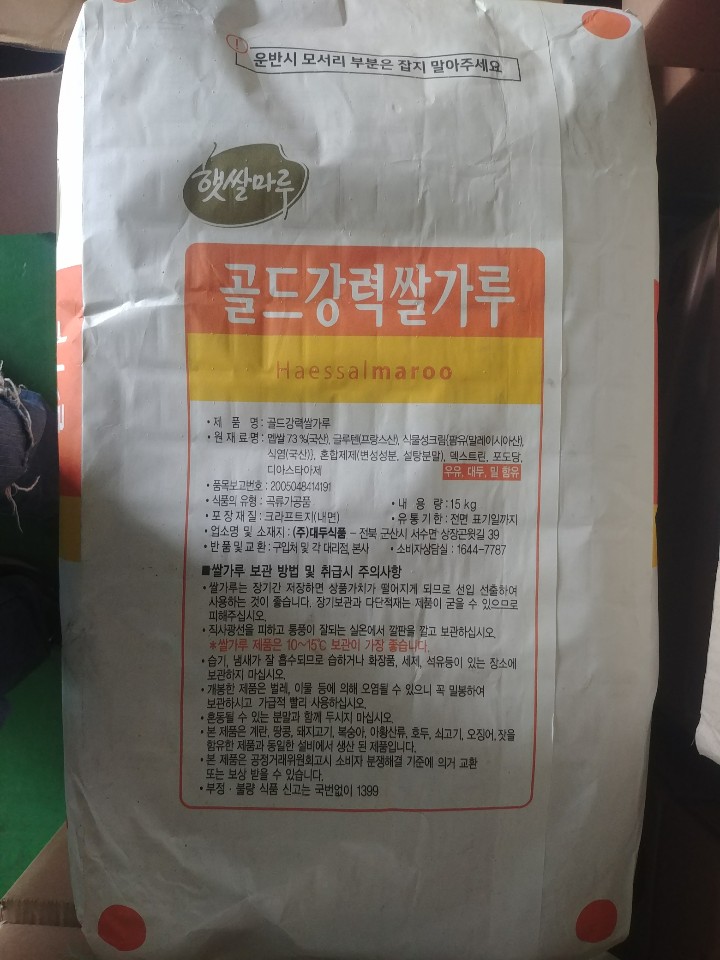 운반시 모서리 부분은 잡지 말아주세요
햇쌀마루
골드강력쌀가루
Haessalmaroo
• 제 품 명 : 골드강력쌀가루
• 원 재 료 명 : 멥쌀 73 %(국산), 글루텐(프랑스산), 식물성크림{팜유(말레이시아산),
식염(국산)}, 혼합제제(변성성분, 설탕분말), 덱스트린, 포도당,
디아스타아제
우유, 대두, 밀 함유
• 품목보고번호 : 2005048414191
• 식품의 유형 : 곡류가공품 • 내 용 량 : 15 kg
• 포 장 재 질 : 크라프트지(내면) • 유 통 기 한 : 전면 표기일까지
• 업소명 및 소재지 : (주)대두식품 – 전북 군산시 서수면 상장곤윗길 39
• 반 품 및 교 환 : 구입처 및 각 대리점, 본사 • 소비자상담실 : 1644-7787
■쌀가루 보관 방법 및 취급시 주의사항
• 쌀가루는 장기간 저장하면 상품가치가 떨어지게 되므로 선입 선출하여
사용하는 것이 좋습니다. 장기보관과 다단적재는 제품이 굳을 수 있으므로
피해주십시오.
• 직사광선을 피하고 통풍이 잘되는 실온에서 깔판을 깔고 보관하십시오.
*쌀가루 제품은 10~15℃ 보관이 가장 좋습니다.
• 습기, 냄새가 잘 흡수되므로 습하거나 화장품, 세제, 석유등이 있는 장소에
보관하지 마십시오.
• 개봉한 제품은 벌레, 이물 등에 의해 오염될 수 있으니 꼭 밀봉하여
보관하시고 가급적 빨리 사용하십시오.
• 혼동될 수 있는 분말과 함께 두시지 마십시오.
• 본 제품은 계란, 땅콩, 돼지고기, 복숭아, 아황산류, 호두, 쇠고기, 오징어, 잣을
함유한 제품과 동일한 설비에서 생산 된 제품입니다.
• 본 제품은 공정거래위원회고시 소비자 분쟁해결 기준에 의거 교환
또는 보상 받을 수 있습니다.
• 부정 · 불량 식품 신고는 국번없이 1399